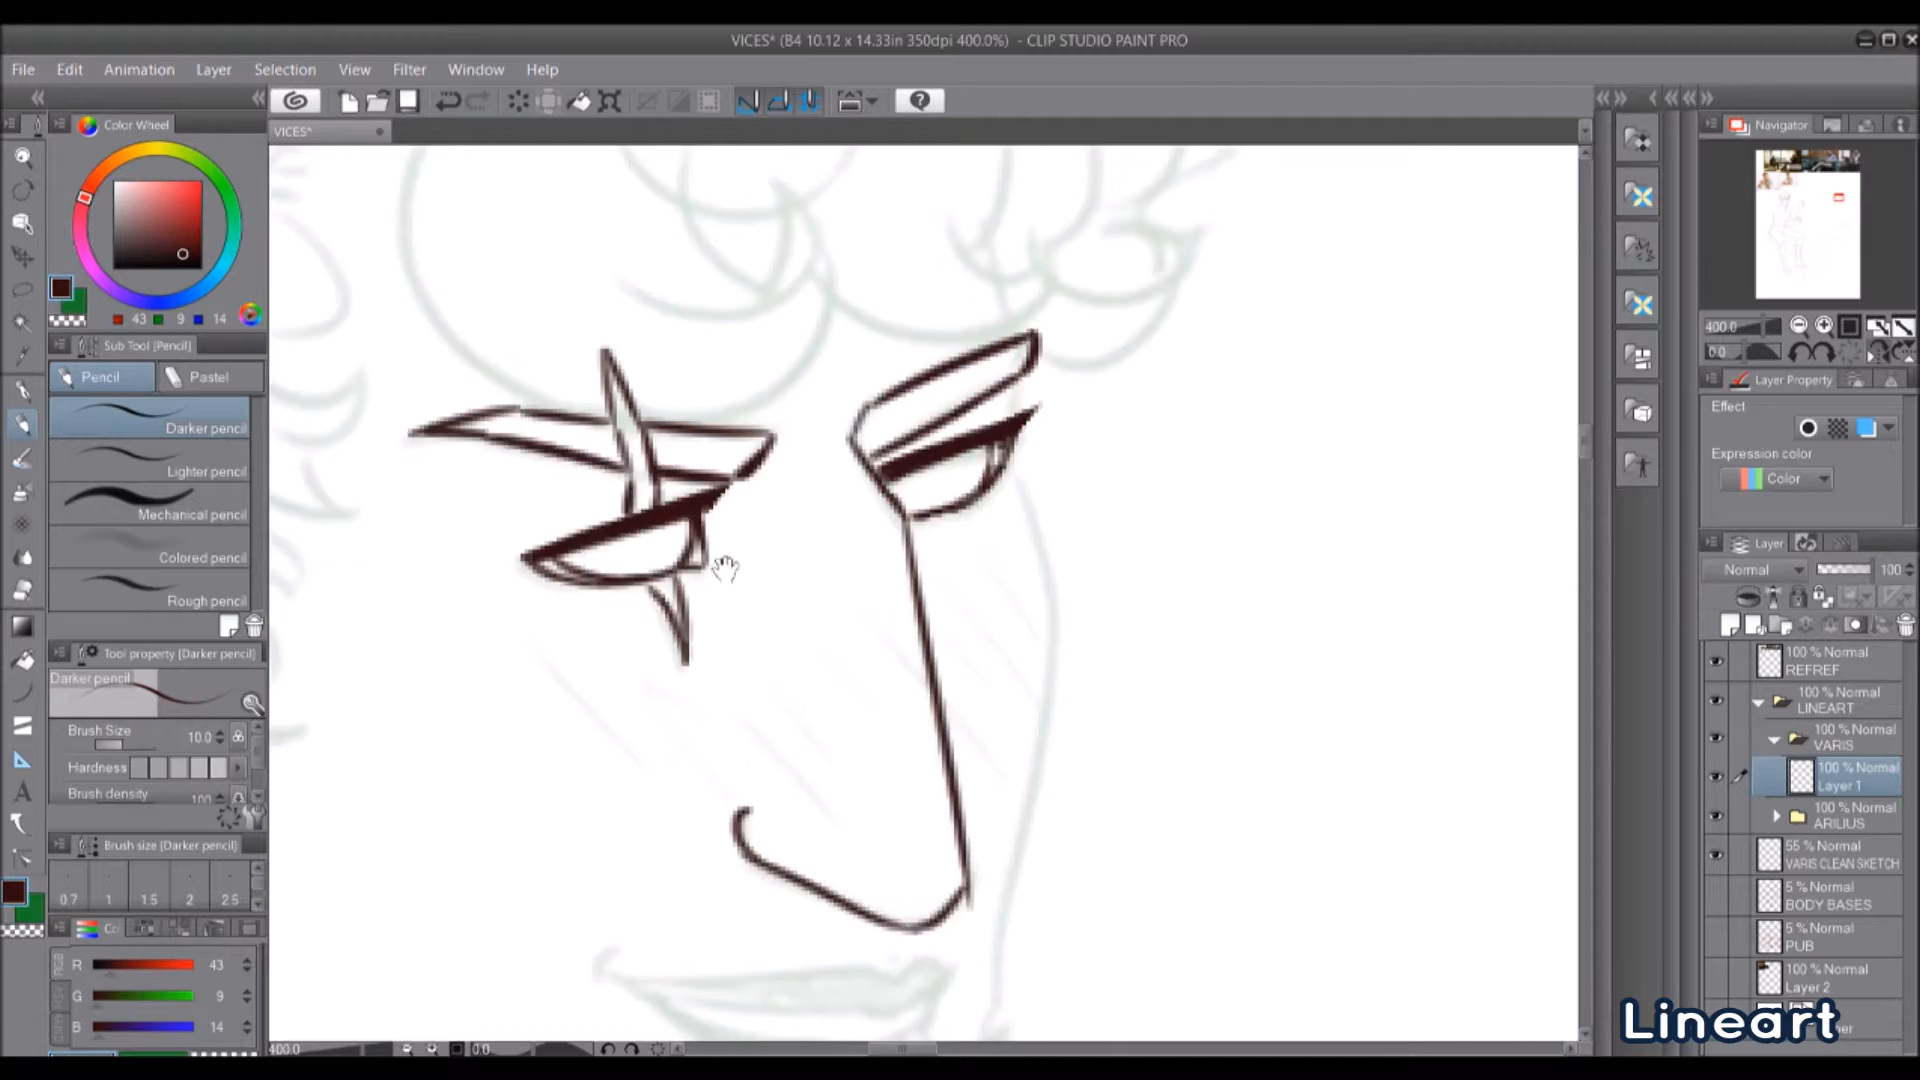 VICES* (B4 10.12 x 14.33in 350dpi 400.0%) - CLIP STUDIO PAINT PRO
File Edit Animation Layer Selection View Filter Window Help
Color Wheel
VICES*
Navigator
43 9 14
Sub Tool [Pencil]
Pencil Pastel
Darker pencil
Lighter pencil
Mechanical pencil
Colored pencil
Rough pencil
Tool property [Darker pencil]
Darker pencil
Brush Size 10.0
Hardness
Brush density 100
Brush size [Darker pencil]
0.7 1 1.5 2 2.5
Co
RGB
R 43
G 9
B 14
400.0 0.0
400.0
0.0
Layer Property
Effect
Expression color
Color
Layer
Normal 100
100 % Normal
REFREF
100 % Normal
LINEART
100 % Normal
VARIS
100 % Normal
Layer 1
100 % Normal
ARILIUS
55 % Normal
VARIS CLEAN SKETCH
5 % Normal
BODY BASES
5 % Normal
PUB
100 % Normal
Layer 2
Lineart